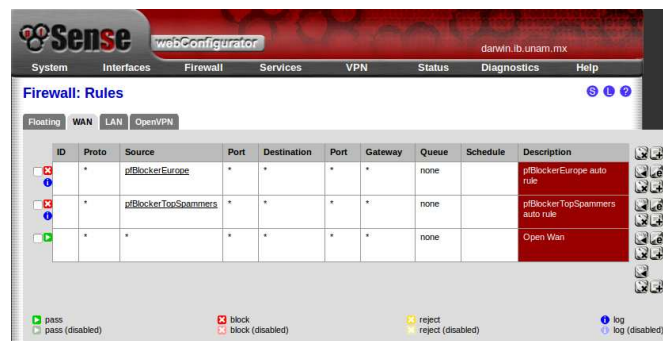 Sense webConfigurator
darwin.ib.unam.mx
System Interfaces Firewall Services VPN Status Diagnostics Help
Firewall: Rules S L ?
Floating WAN LAN OpenVPN
ID Proto Source Port Destination Port Gateway Queue Schedule Description
* pfBlockerEurope * * * * none pfBlockerEurope auto
rule
* pfBlockerTopSpammers * * * * none pfBlockerTopSpammers
auto rule
* * * * * * none Open Wan
pass block reject log
pass (disabled) block (disabled) reject (disabled) log (disabled)